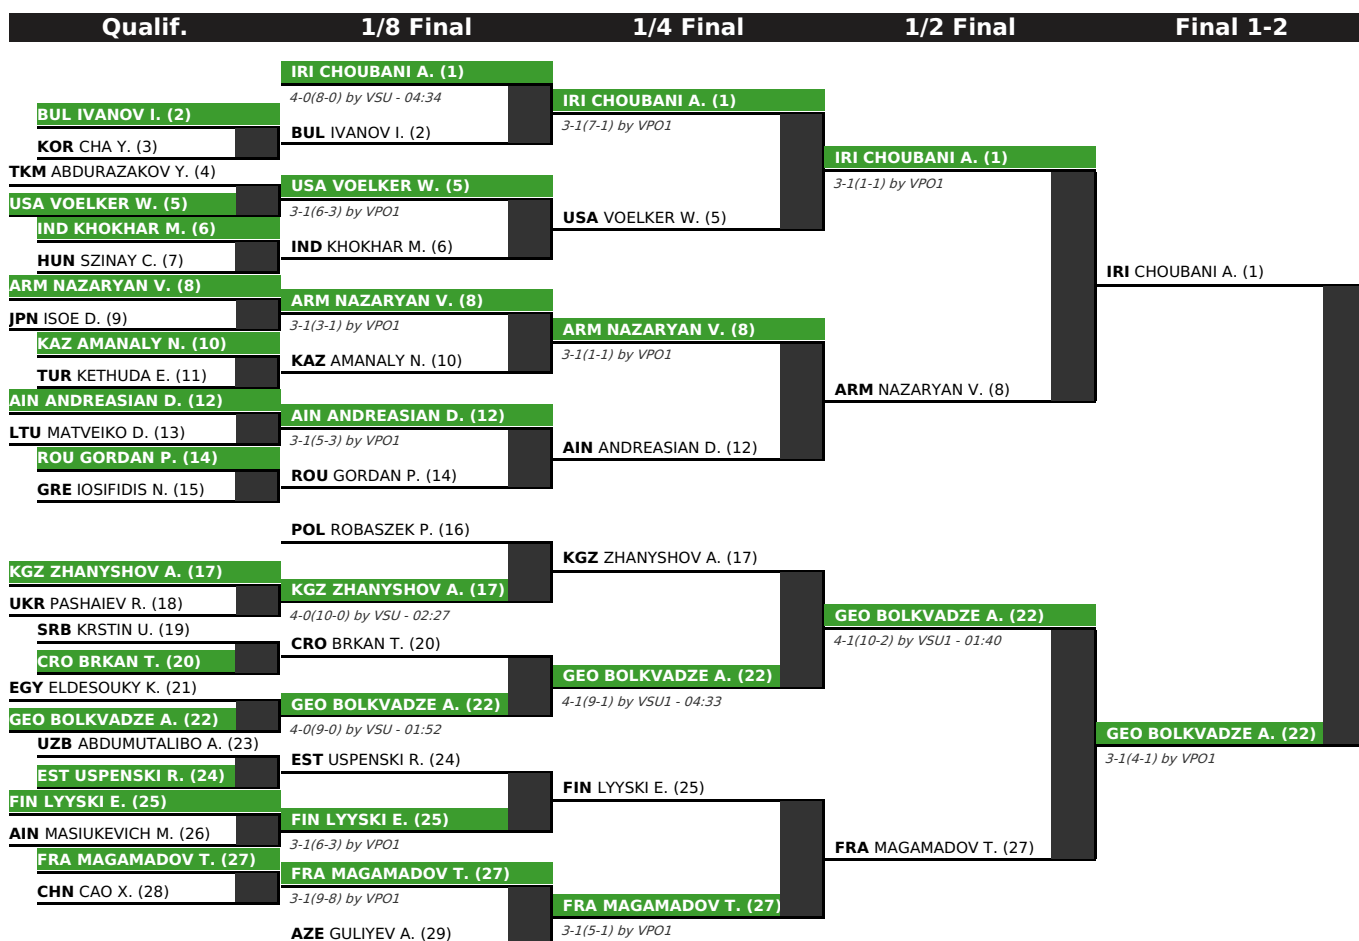 Qualif.
1/8 Final
1/4 Final
1/2 Final
Final 1-2
BUL IVANOV I. (2)
KOR CHA Y. (3)
TKM ABDURAZAKOV Y. (4)
USA VOELKER W. (5)
IND KHOKHAR M. (6)
HUN SZINAY C. (7)
ARM NAZARYAN V. (8)
JPN ISOE D. (9)
KAZ AMANALY N. (10)
TUR KETHUDA E. (11)
AIN ANDREASIAN D. (12)
LTU MATVEIKO D. (13)
ROU GORDAN P. (14)
GRE IOSIFIDIS N. (15)
KGZ ZHANYSHOV A. (17)
UKR PASHAIEV R. (18)
SRB KRSTIN U. (19)
CRO BRKAN T. (20)
EGY ELDESOUKY K. (21)
GEO BOLKVADZE A. (22)
UZB ABDUMUTALIBO A. (23)
EST USPENSKI R. (24)
FIN LYYSKI E. (25)
AIN MASIUKEVICH M. (26)
FRA MAGAMADOV T. (27)
CHN CAO X. (28)
IRI CHOUBANI A. (1)
4-0(8-0) by VSU - 04:34
BUL IVANOV I. (2)
USA VOELKER W. (5)
3-1(6-3) by VPO1
IND KHOKHAR M. (6)
ARM NAZARYAN V. (8)
3-1(3-1) by VPO1
KAZ AMANALY N. (10)
AIN ANDREASIAN D. (12)
3-1(5-3) by VPO1
ROU GORDAN P. (14)
POL ROBASZEK P. (16)
KGZ ZHANYSHOV A. (17)
4-0(10-0) by VSU - 02:27
CRO BRKAN T. (20)
GEO BOLKVADZE A. (22)
4-0(9-0) by VSU - 01:52
EST USPENSKI R. (24)
FIN LYYSKI E. (25)
3-1(6-3) by VPO1
FRA MAGAMADOV T. (27)
3-1(9-8) by VPO1
AZE GULIYEV A. (29)
IRI CHOUBANI A. (1)
3-1(7-1) by VPO1
USA VOELKER W. (5)
ARM NAZARYAN V. (8)
3-1(1-1) by VPO1
AIN ANDREASIAN D. (12)
KGZ ZHANYSHOV A. (17)
GEO BOLKVADZE A. (22)
4-1(9-1) by VSU1 - 04:33
FIN LYYSKI E. (25)
FRA MAGAMADOV T. (27)
3-1(5-1) by VPO1
IRI CHOUBANI A. (1)
3-1(1-1) by VPO1
ARM NAZARYAN V. (8)
GEO BOLKVADZE A. (22)
4-1(10-2) by VSU1 - 01:40
FRA MAGAMADOV T. (27)
IRI CHOUBANI A. (1)
GEO BOLKVADZE A. (22)
3-1(4-1) by VPO1